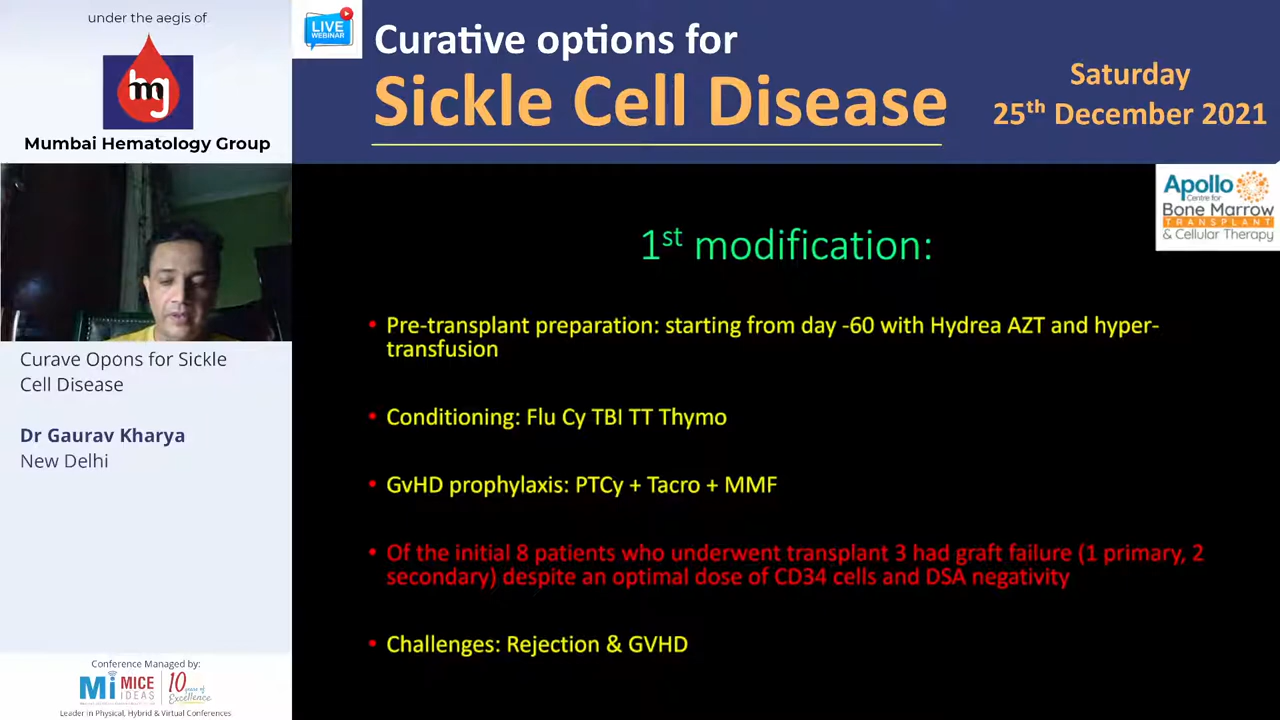 under the aegis of
mg
Mumbai Hematology Group
LIVE
WEBINAR
Curative options for
Sickle Cell Disease
Saturday
25th December 2021
Apollo
Centre for
Bone Marrow
TRANSPLANT
& Cellular Therapy
Curave Opons for Sickle
Cell Disease
Dr Gaurav Kharya
New Delhi
1st modification:
• Pre-transplant preparation: starting from day -60 with Hydrea AZT and hyper-
transfusion
• Conditioning: Flu Cy TBI TT Thymo
• GvHD prophylaxis: PTCy + Tacro + MMF
• Of the initial 8 patients who underwent transplant 3 had graft failure (1 primary, 2
secondary) despite an optimal dose of CD34 cells and DSA negativity
• Challenges: Rejection & GVHD
Conference Managed by:
Mi MICE
IDEAS
10 years of
Excellence
Leader in Physical, Hybrid & Virtual Conferences